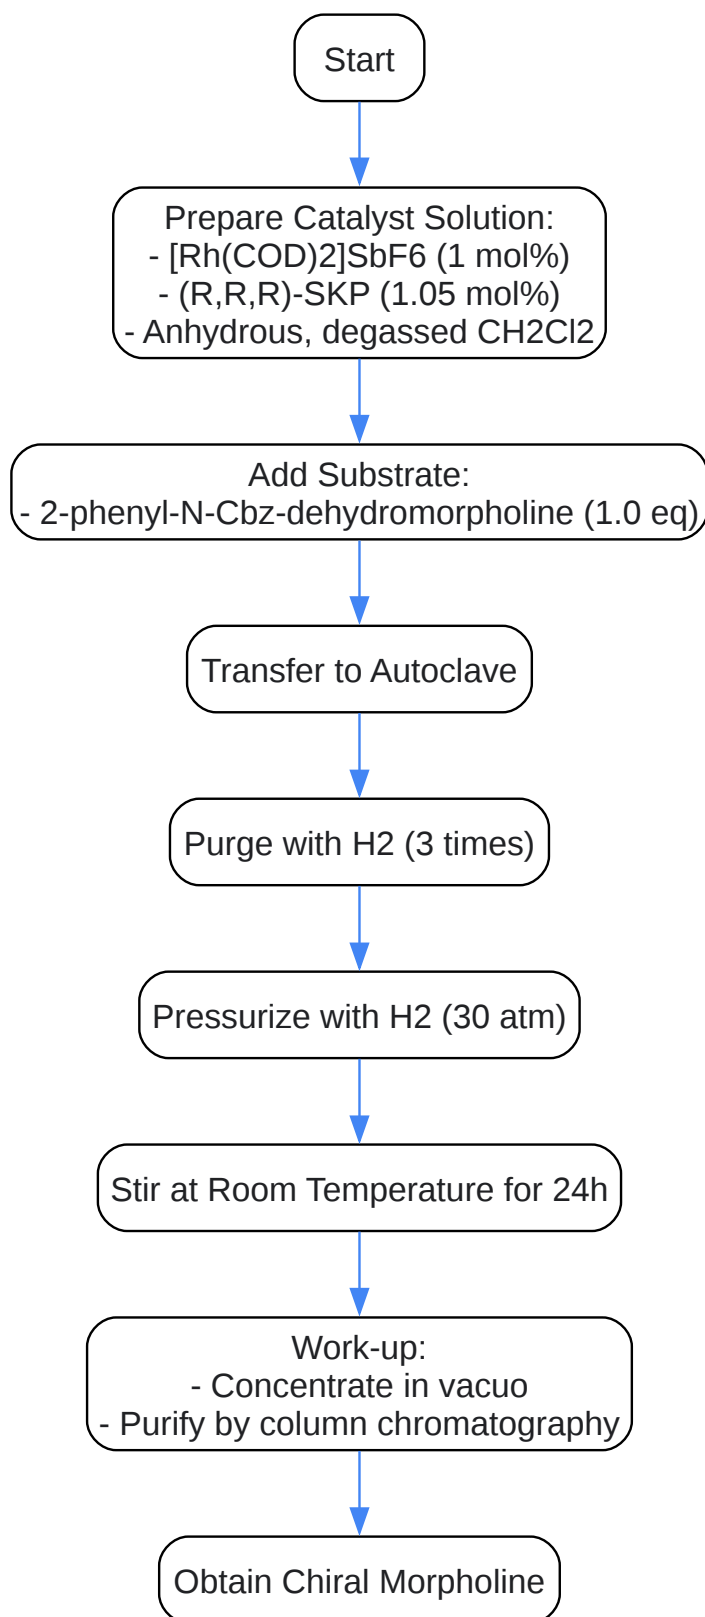 Start
Prepare Catalyst Solution:
- [Rh(COD)2]SbF6 (1 mol%)
- (R,R,R)-SKP (1.05 mol%)
- Anhydrous, degassed CH2Cl2
Add Substrate:
- 2-phenyl-N-Cbz-dehydromorpholine (1.0 eq)
Transfer to Autoclave
Purge with H2 (3 times)
Pressurize with H2 (30 atm)
Stir at Room Temperature for 24h
Work-up:
- Concentrate in vacuo
- Purify by column chromatography
Obtain Chiral Morpholine